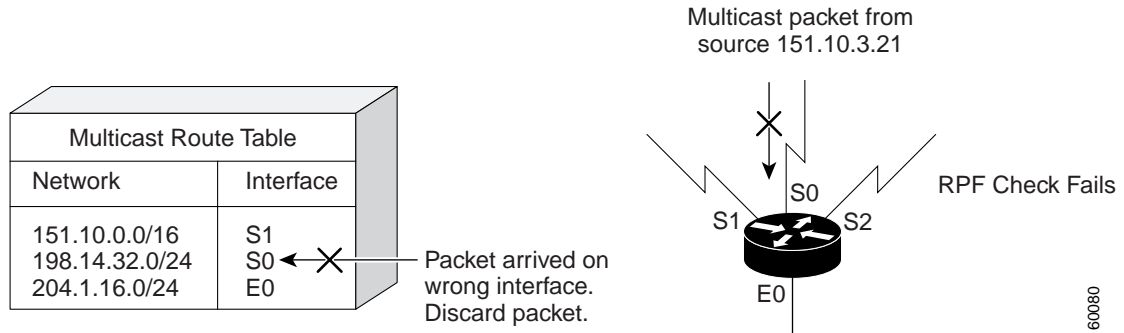 Multicast packet from
source 151.10.3.21
Multicast Route Table
Network Interface
151.10.0.0/16 S1
198.14.32.0/24 S0
204.1.16.0/24 E0
Packet arrived on
wrong interface.
Discard packet.
S0
S1
S2
E0
RPF Check Fails
60080